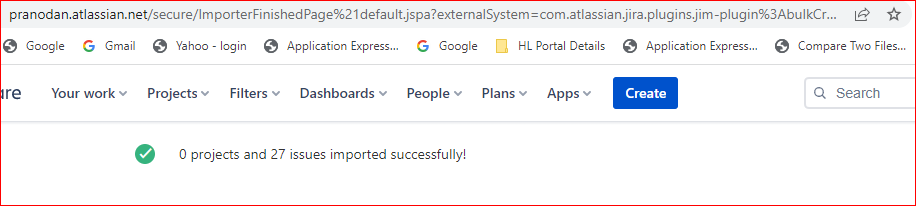 pranodan.atlassian.net/secure/ImporterFinishedPage%21default.jspa?externalSystem=com.atlassian.jira.plugins.jim-plugin%3AbulkCr...
Google Gmail Yahoo - login Application Express... Google HL Portal Details Application Express... Compare Two Files...
are Your work Projects Filters Dashboards People Plans Apps Create Search
0 projects and 27 issues imported successfully!